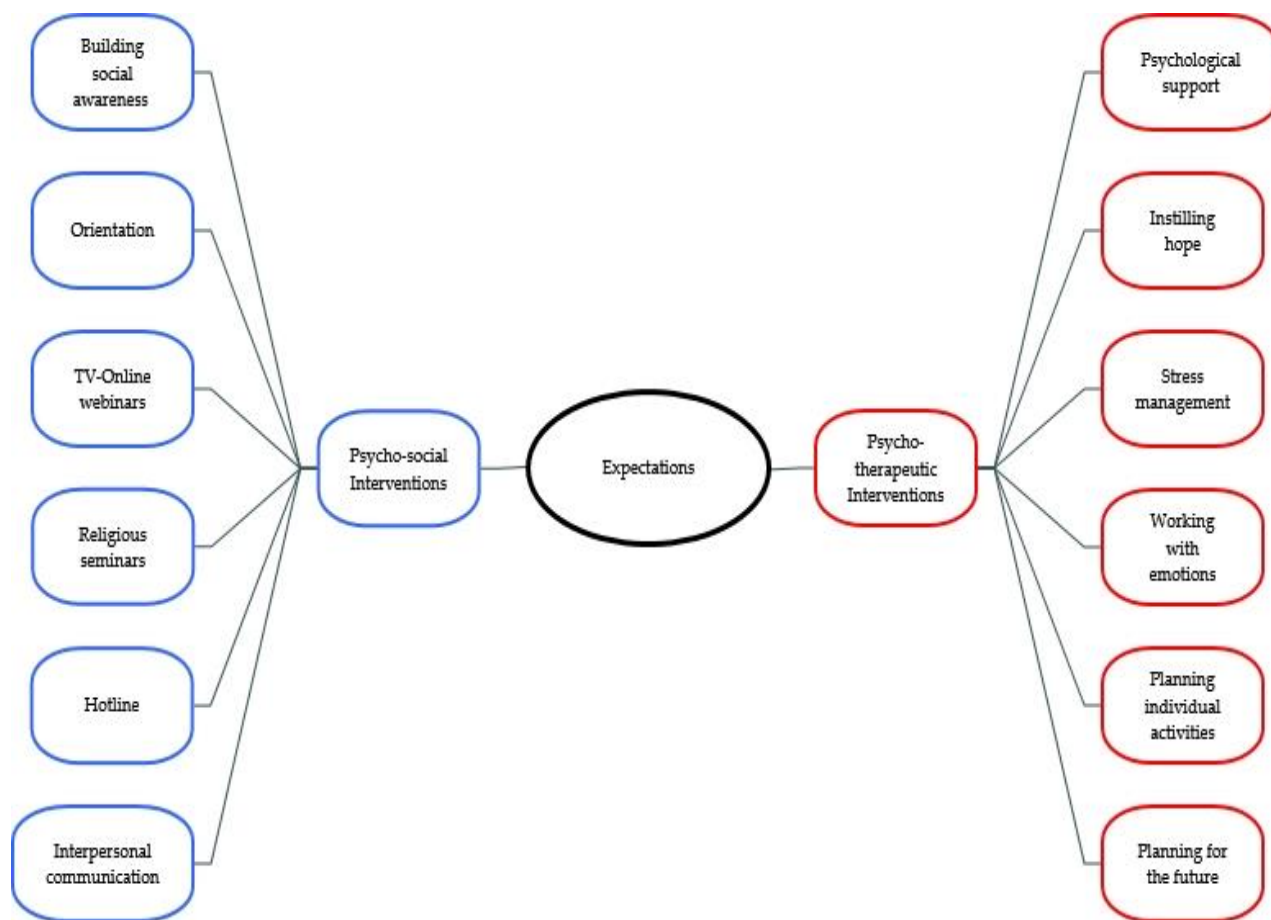 Building
social
awareness
Orientation
TV-Online
webinars
Religious
seminars
Hotline
Interpersonal
communication
Psycho-social
Interventions
Expectations
Psycho-
therapeutic
Interventions
Psychological
support
Instilling
hope
Stress
management
Working
with
emotions
Planning
individual
activities
Planning for
the future